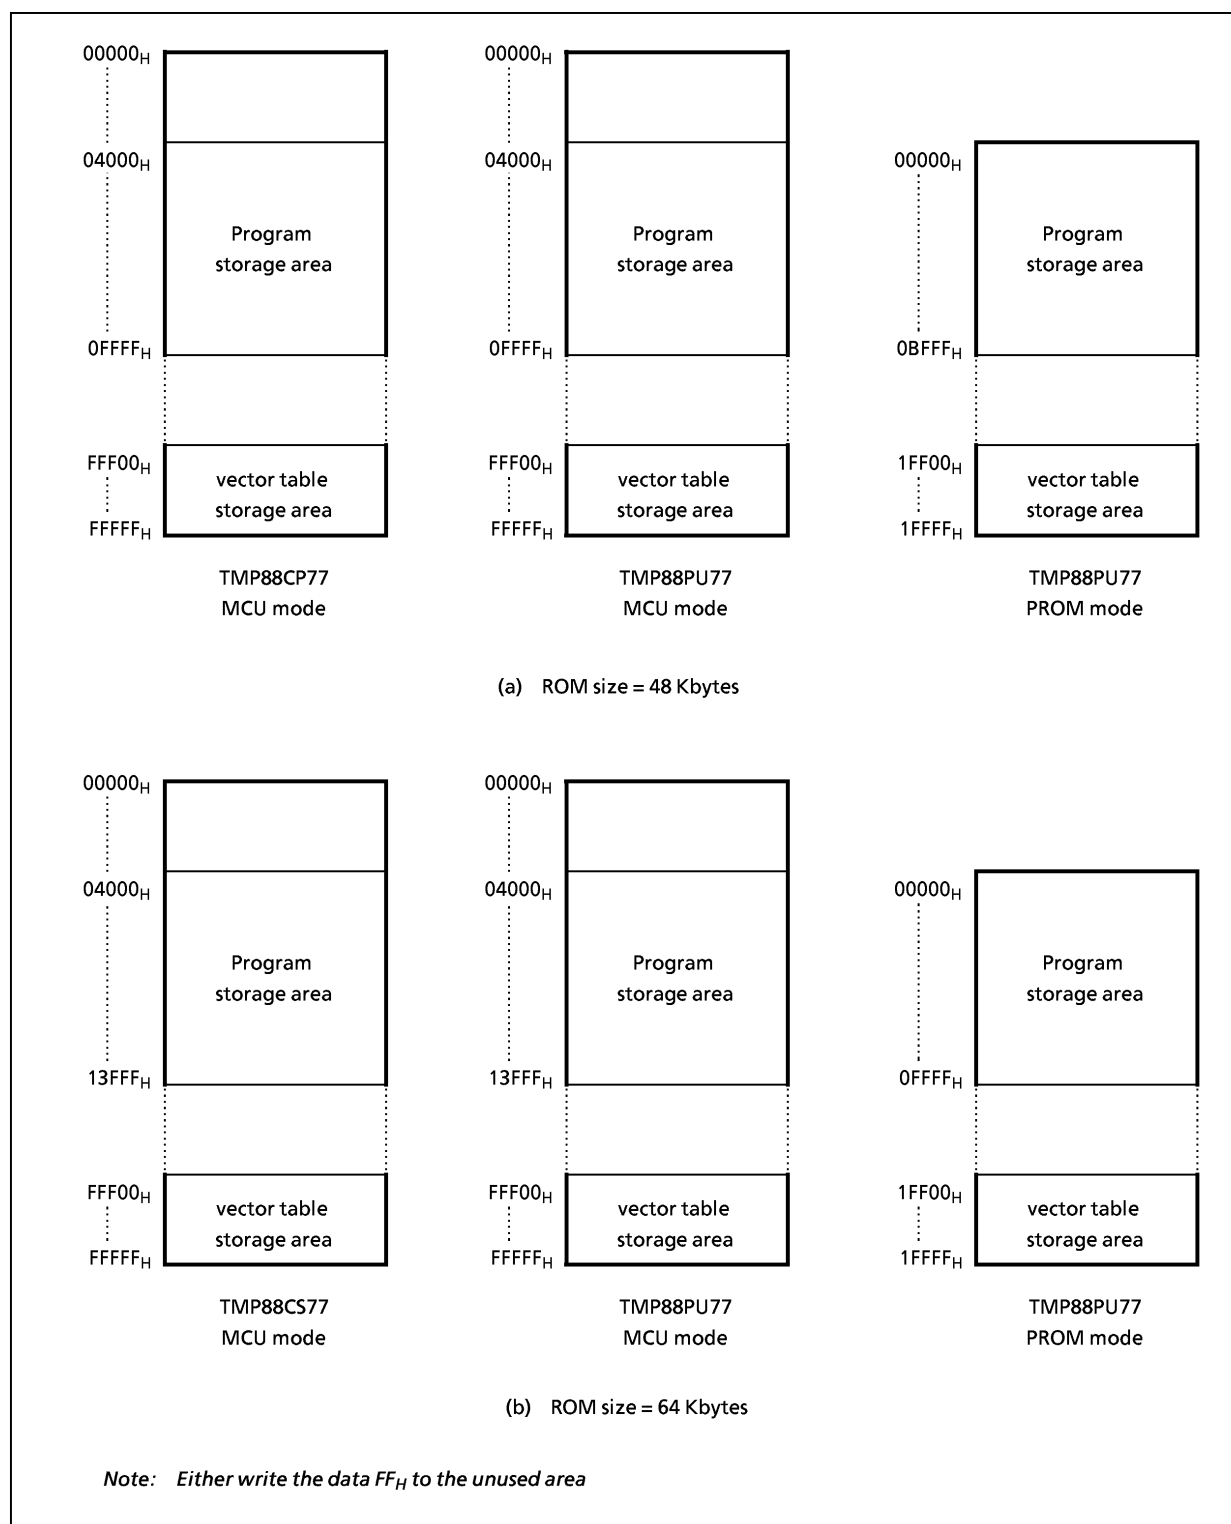 00000H 00000H
04000H 04000H 00000H
Program Program Program
storage area storage area storage area
0FFFFH 0FFFFH 0BFFFH
FFF00H FFF00H 1FF00H
vector table vector table vector table
storage area storage area storage area
FFFFFH FFFFFH 1FFFFH
TMP88CP77 TMP88PU77 TMP88PU77
MCU mode MCU mode PROM mode
(a) ROM size = 48 Kbytes
00000H 00000H
04000H 04000H 00000H
Program Program Program
storage area storage area storage area
13FFFH 13FFFH 0FFFFH
FFF00H FFF00H 1FF00H
vector table vector table vector table
storage area storage area storage area
FFFFFH FFFFFH 1FFFFH
TMP88CS77 TMP88PU77 TMP88PU77
MCU mode MCU mode PROM mode
(b) ROM size = 64 Kbytes
Note: Either write the data FFH to the unused area